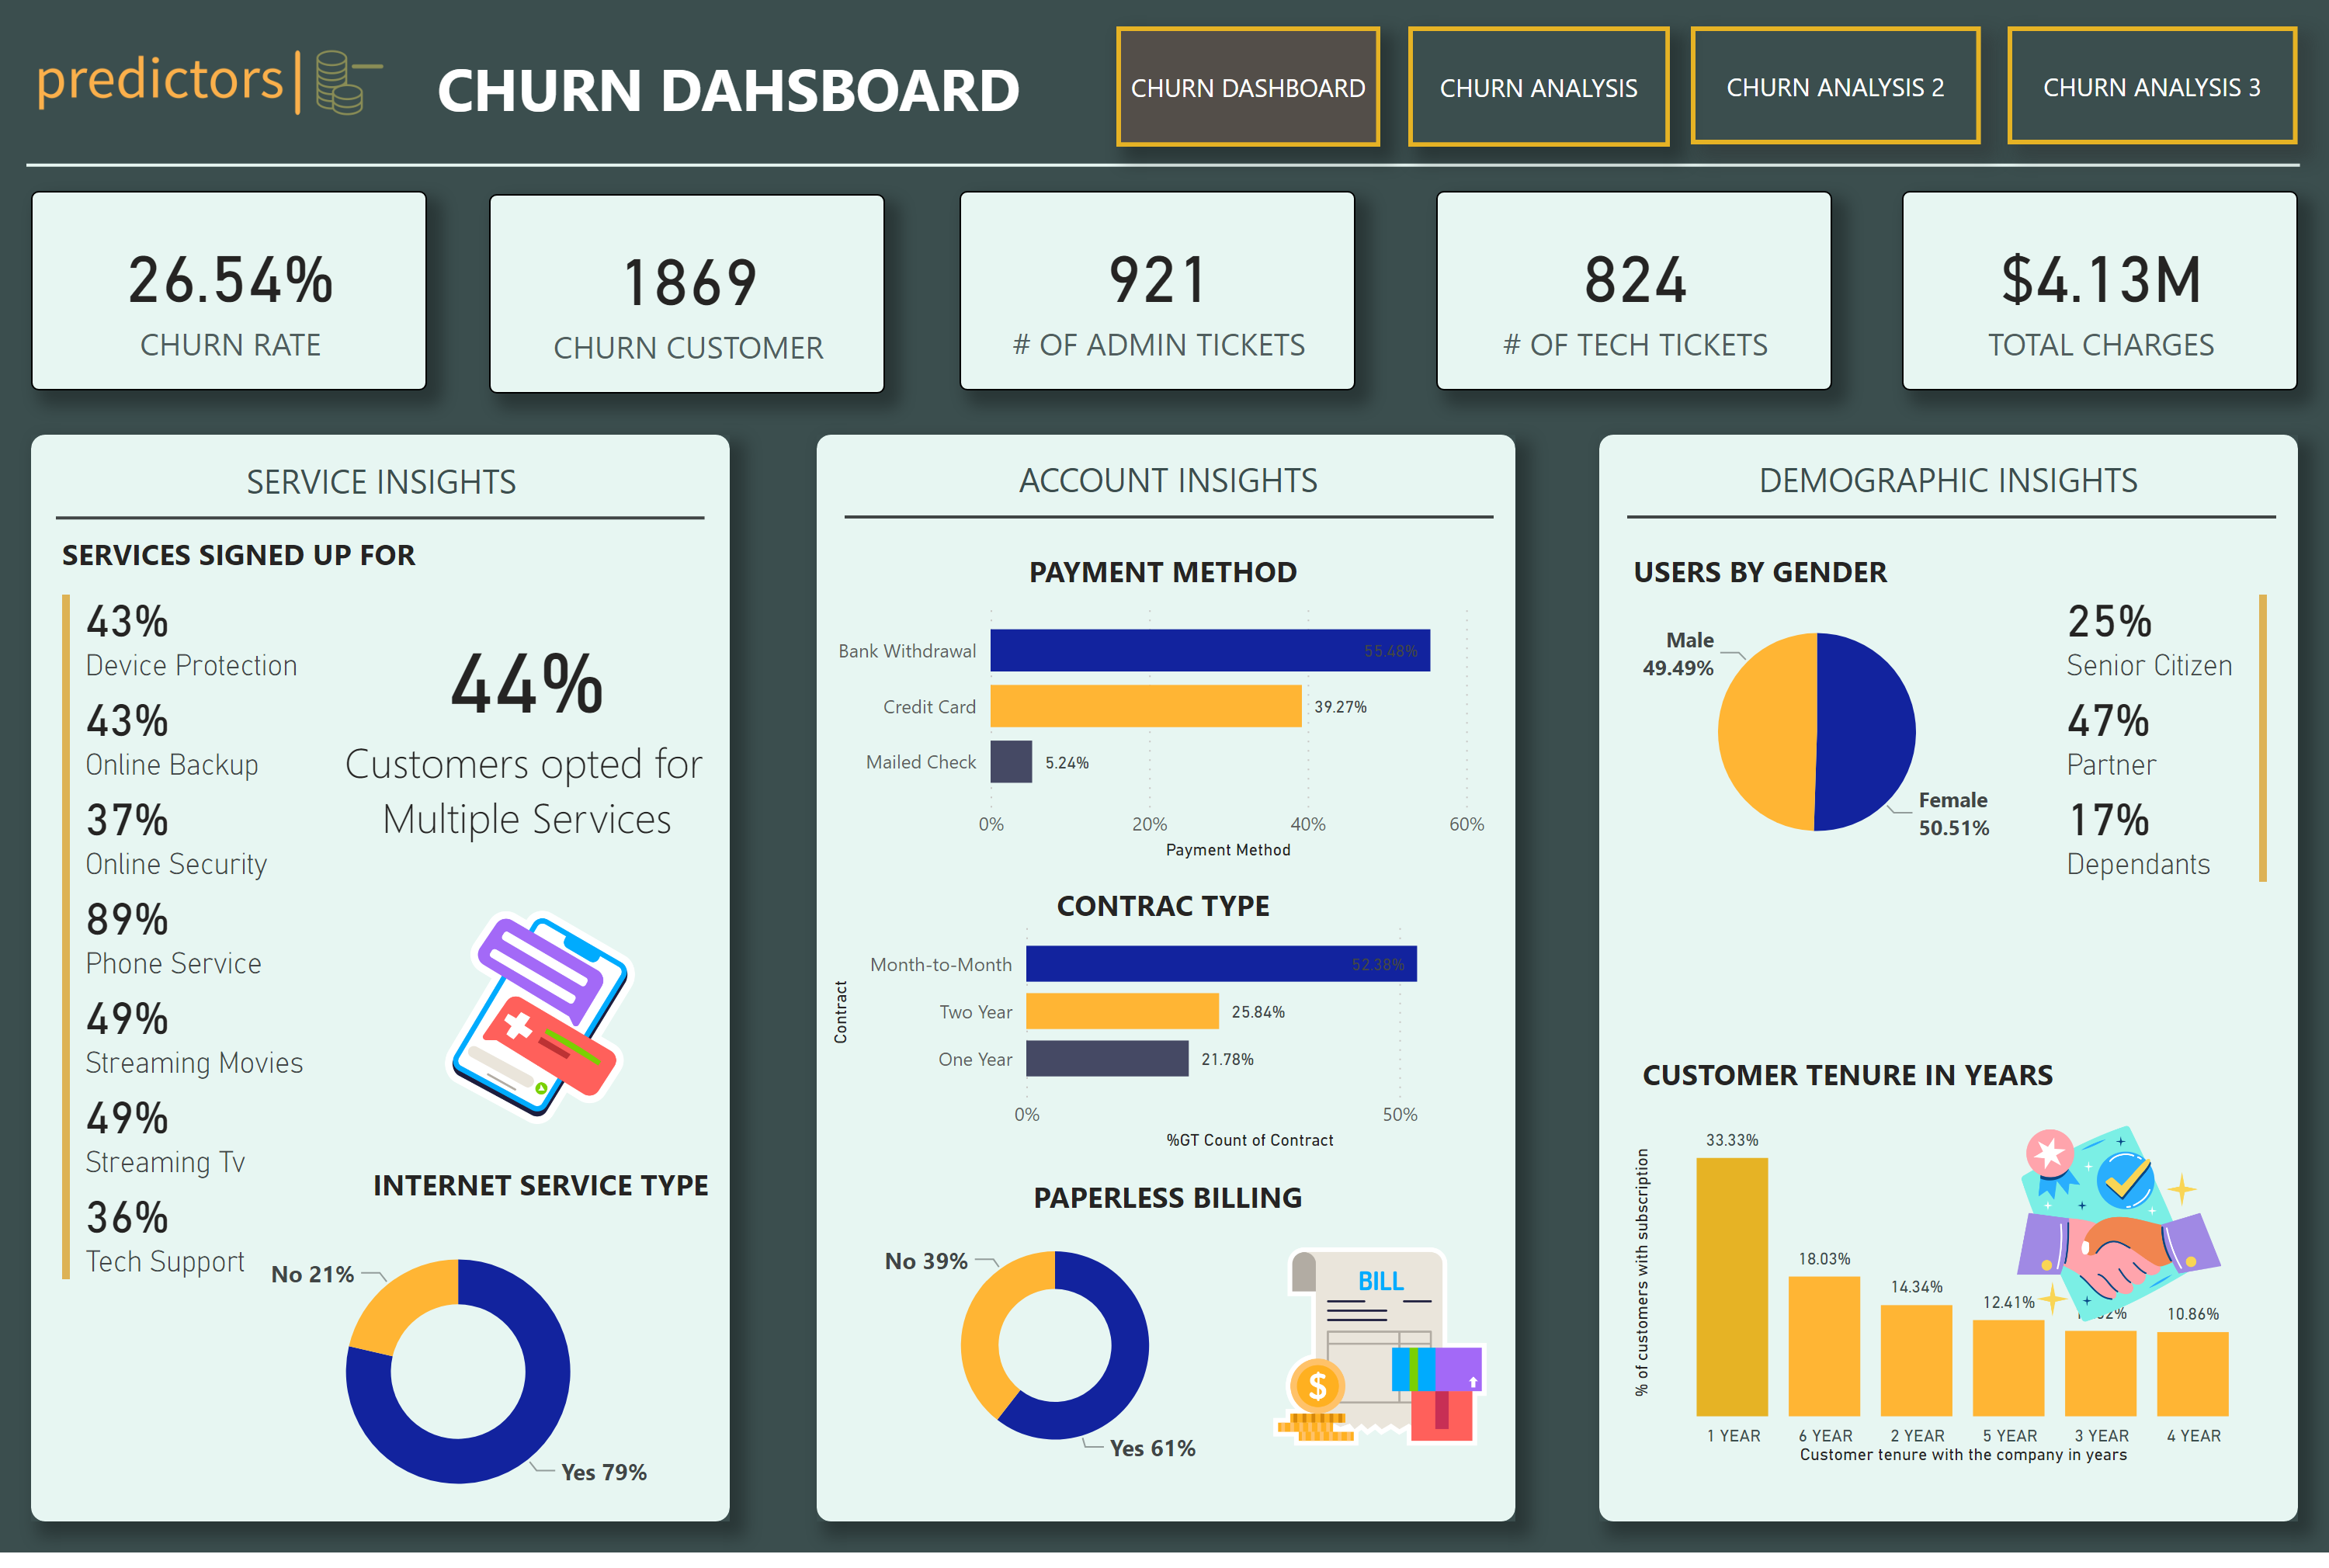 predictors
CHURN DAHSBOARD
CHURN DASHBOARD
CHURN ANALYSIS
CHURN ANALYSIS 2
CHURN ANALYSIS 3
26.54%
CHURN RATE
1869
CHURN CUSTOMER
921
# OF ADMIN TICKETS
824
# OF TECH TICKETS
$4.13M
TOTAL CHARGES
SERVICE INSIGHTS
SERVICES SIGNED UP FOR
43%
Device Protection
43%
Online Backup
37%
Online Security
89%
Phone Service
49%
Streaming Movies
49%
Streaming Tv
36%
Tech Support
44%
Customers opted for
Multiple Services
INTERNET SERVICE TYPE
No 21%
Yes 79%
ACCOUNT INSIGHTS
PAYMENT METHOD
Bank Withdrawal
55.48%
Credit Card
39.27%
Mailed Check
5.24%
0%
20%
40%
60%
Payment Method
CONTRAC TYPE
Contract
Month-to-Month
52.38%
Two Year
25.84%
One Year
21.78%
0%
50%
%GT Count of Contract
PAPERLESS BILLING
No 39%
Yes 61%
BILL
$
DEMOGRAPHIC INSIGHTS
USERS BY GENDER
Male
49.49%
Female
50.51%
25%
Senior Citizen
47%
Partner
17%
Dependants
CUSTOMER TENURE IN YEARS
% of customers with subscription
33.33%
18.03%
14.34%
12.41%
10.86%
1 YEAR
6 YEAR
2 YEAR
5 YEAR
3 YEAR
4 YEAR
Customer tenure with the company in years